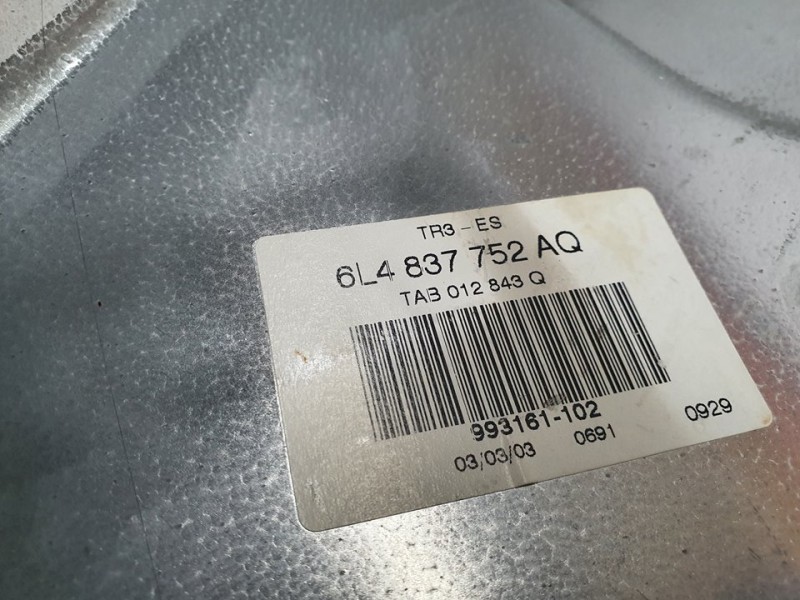 TR3 - ES
6L4 837 752 AQ
TAB 012 843 Q
993161-102
03/03/03 0691 0929